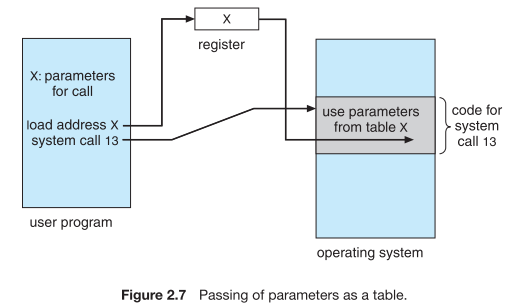 X
register
X: parameters
for call
load address X
system call 13
user program
use parameters
from table X
code for
system
call 13
operating system
Figure 2.7 Passing of parameters as a table.